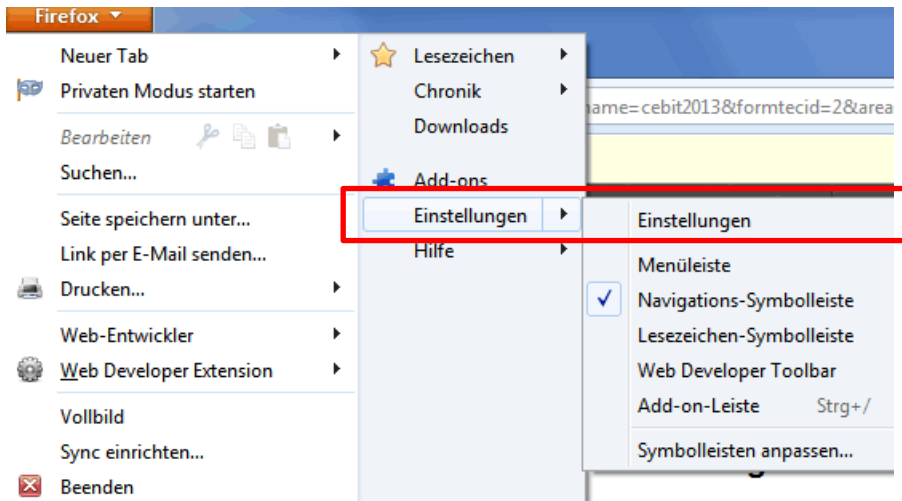 Firefox
Neuer Tab
Privaten Modus starten
Bearbeiten
Suchen...
Seite speichern unter...
Link per E-Mail senden...
Drucken...
Web-Entwickler
Web Developer Extension
Vollbild
Sync einrichten...
Beenden
Lesezeichen
Chronik
Downloads
Add-ons
Einstellungen
Hilfe
Einstellungen
Menüleiste
Navigations-Symbolleiste
Lesezeichen-Symbolleiste
Web Developer Toolbar
Add-on-Leiste Strg+/
Symbolleisten anpassen...
name=cebit2013&formtecid=2&area